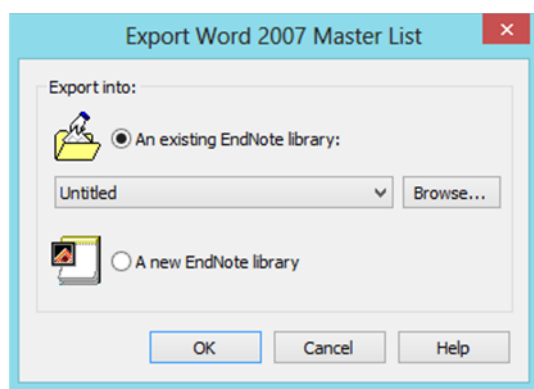 Export Word 2007 Master List
Export into:
An existing EndNote library:
Untitled Browse...
A new EndNote library
OK Cancel Help